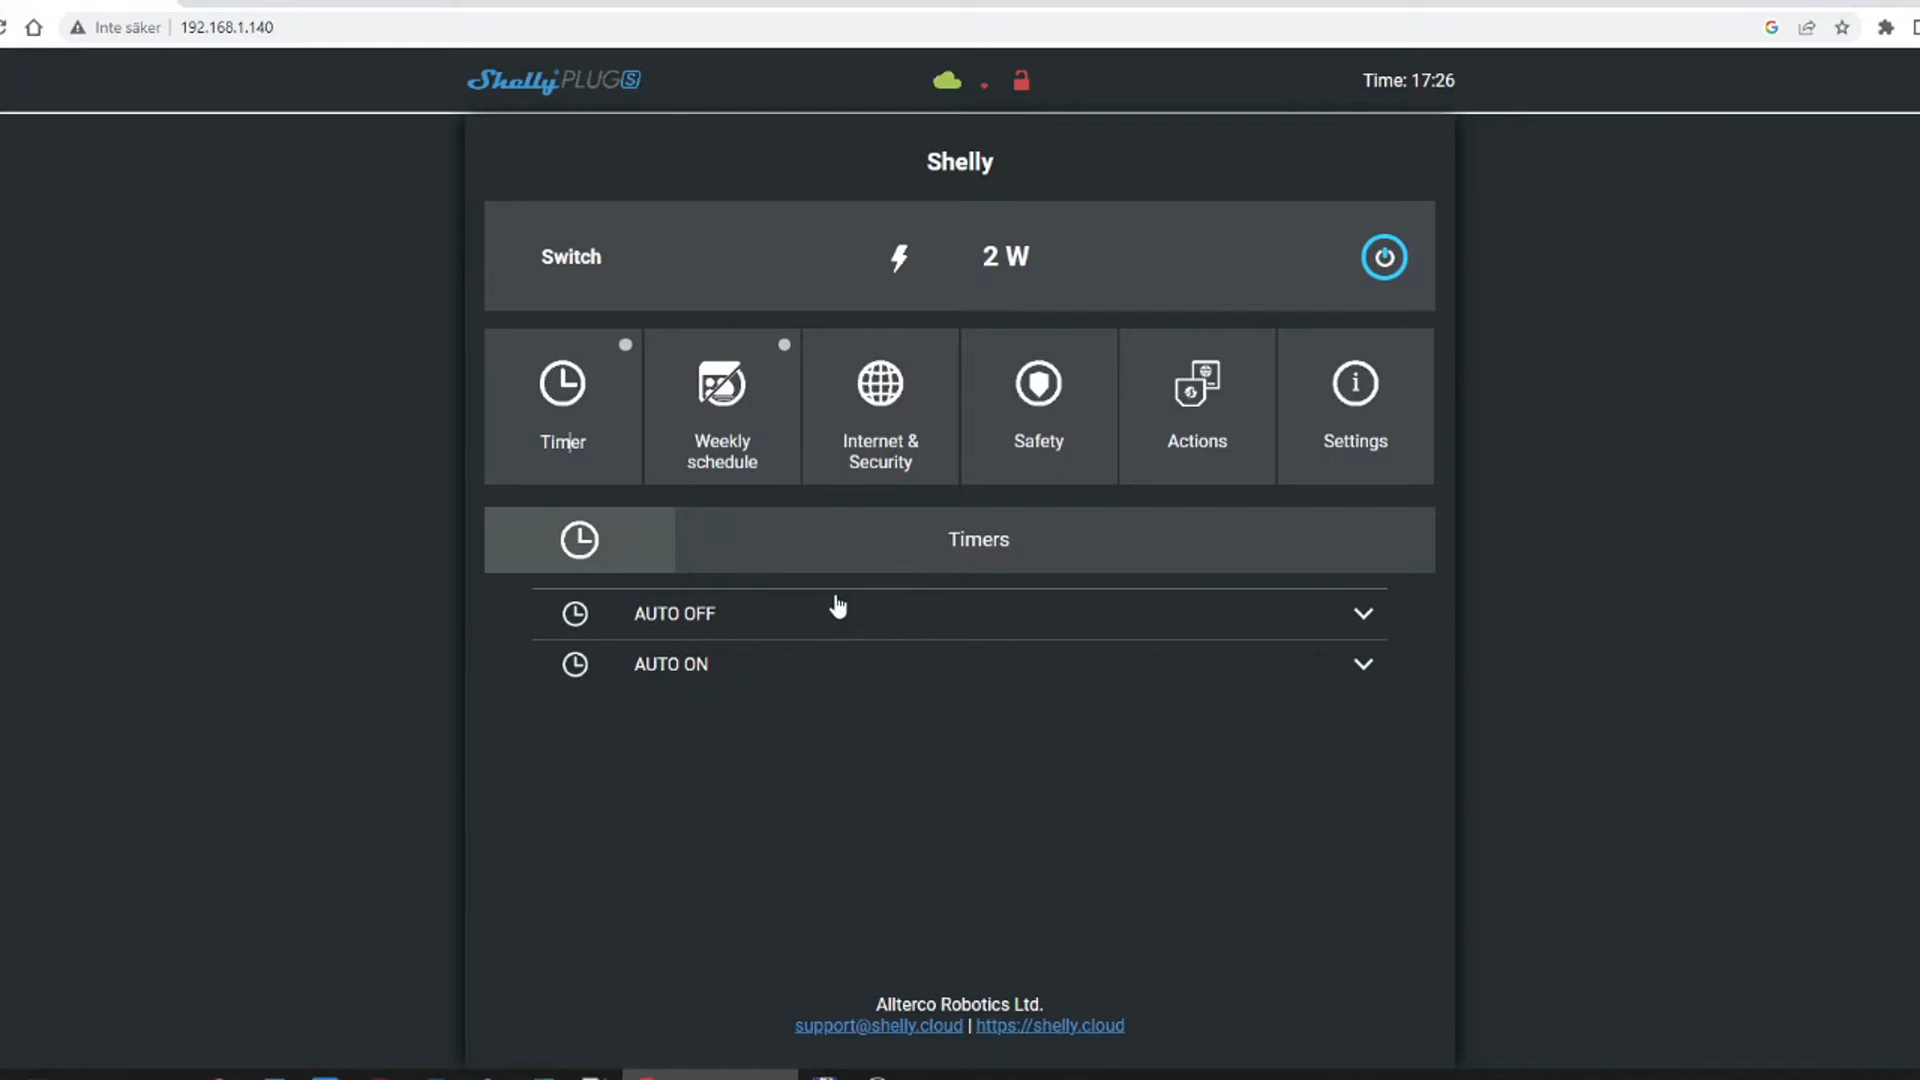 Inte säker 192.168.1.140
Shelly PLUG S
Time: 17:26
Shelly
Switch 2 W
Timer
Weekly schedule
Internet & Security
Safety
Actions
Settings
Timers
AUTO OFF
AUTO ON
Allterco Robotics Ltd.
support@shelly.cloud | https://shelly.cloud